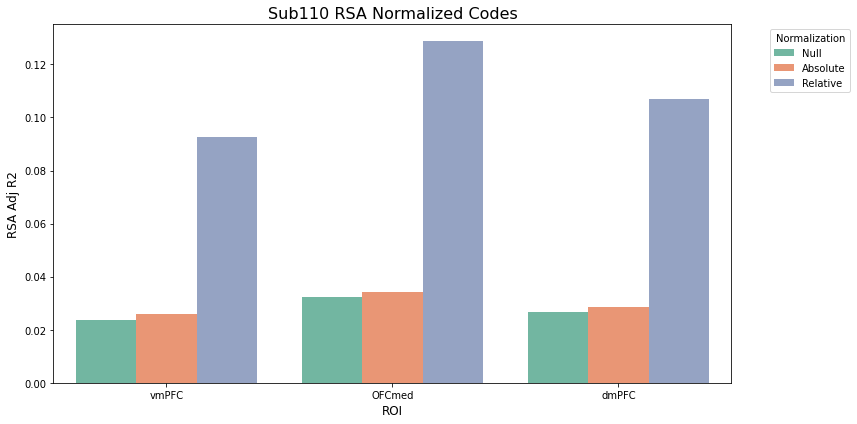 Sub110 RSA Normalized Codes
RSA Adj R2
0.12
0.10
0.08
0.06
0.04
0.02
0.00
vmPFC
OFCmed
dmPFC
ROI
Normalization
Null
Absolute
Relative